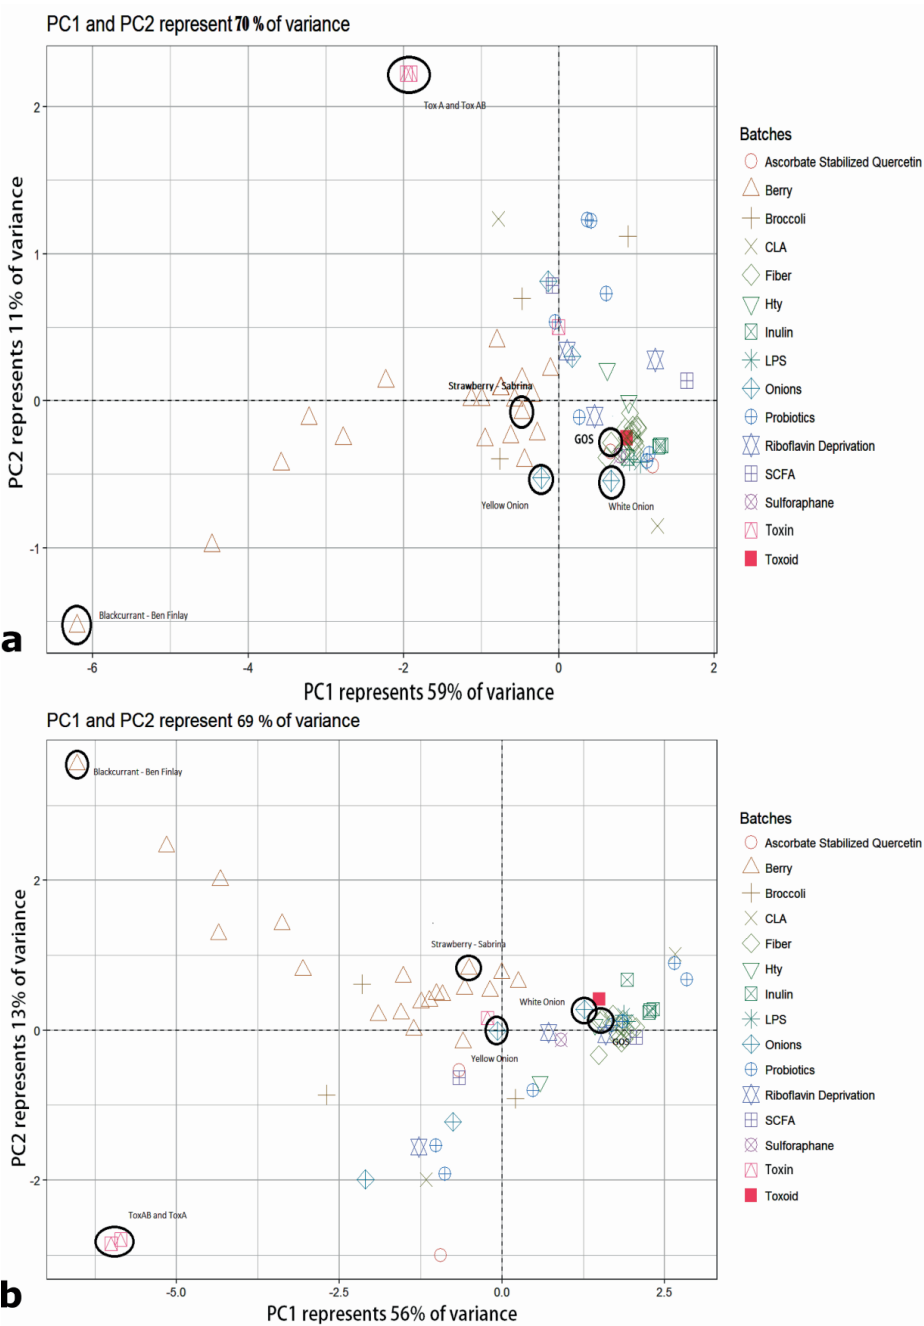 PC1 and PC2 represent 70 % of variance
Tox A and Tox AB
Strawberry - Sabrina
GOS
Yellow Onion
White Onion
Blackcurrant - Ben Finlay
2
1
0
-1
-6
-4
-2
0
2
PC2 represents 11% of variance
PC1 represents 59% of variance
a
Batches
Ascorbate Stabilized Quercetin
Berry
Broccoli
CLA
Fiber
Hty
Inulin
LPS
Onions
Probiotics
Riboflavin Deprivation
SCFA
Sulforaphane
Toxin
Toxoid
PC1 and PC2 represent 69 % of variance
Blackcurrant - Ben Finlay
Strawberry - Sabrina
White Onion
GOS
Yellow Onion
ToxAB and ToxA
2
0
-2
-5.0
-2.5
0.0
2.5
PC2 represents 13% of variance
PC1 represents 56% of variance
b
Batches
Ascorbate Stabilized Quercetin
Berry
Broccoli
CLA
Fiber
Hty
Inulin
LPS
Onions
Probiotics
Riboflavin Deprivation
SCFA
Sulforaphane
Toxin
Toxoid